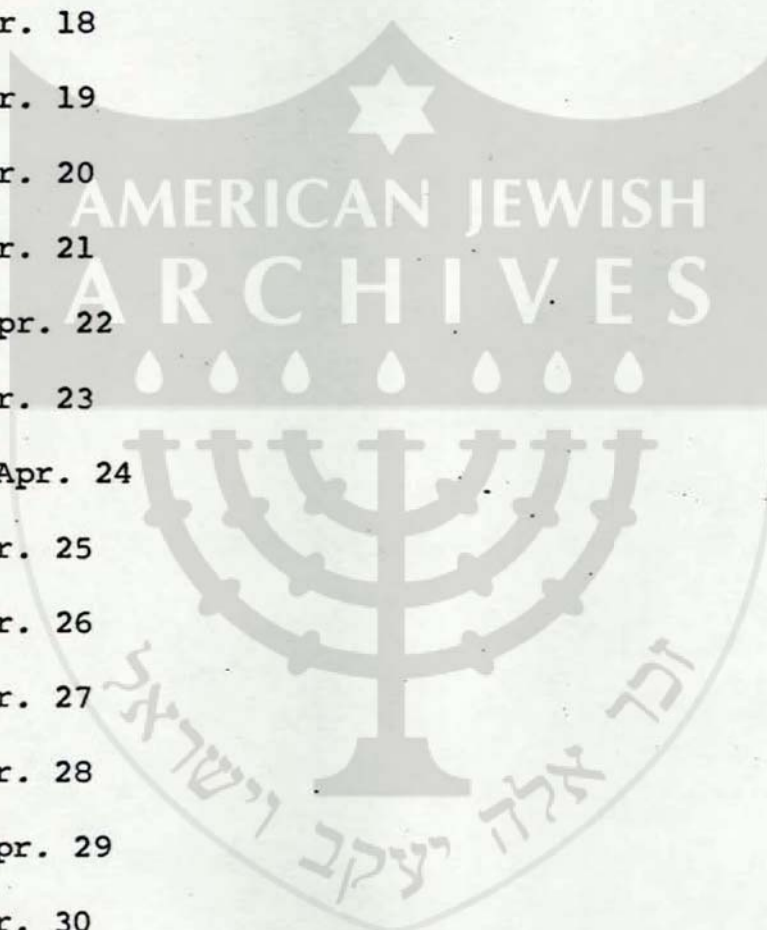 r. 18
r. 19
r. 20
AMERICAN JEWISH
r. 21
ARCHIVES
pr. 22
r. 23
Apr. 24
r. 25
r. 26
r. 27
r. 28
pr. 29
r. 30
זכר אלה יעקב וישראל